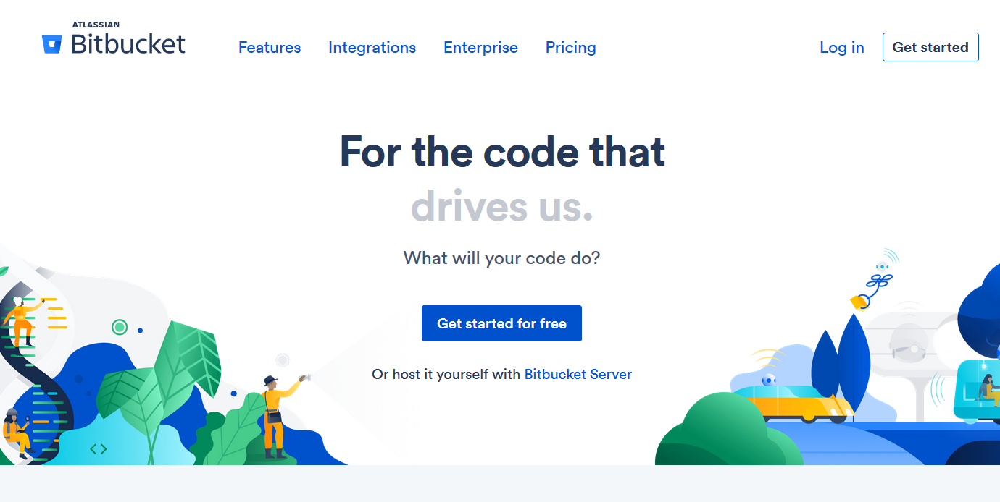 ATLASSIAN
Bitbucket
Features Integrations Enterprise Pricing Log in Get started
For the code that
drives us.
What will your code do?
Get started for free
Or host it yourself with Bitbucket Server